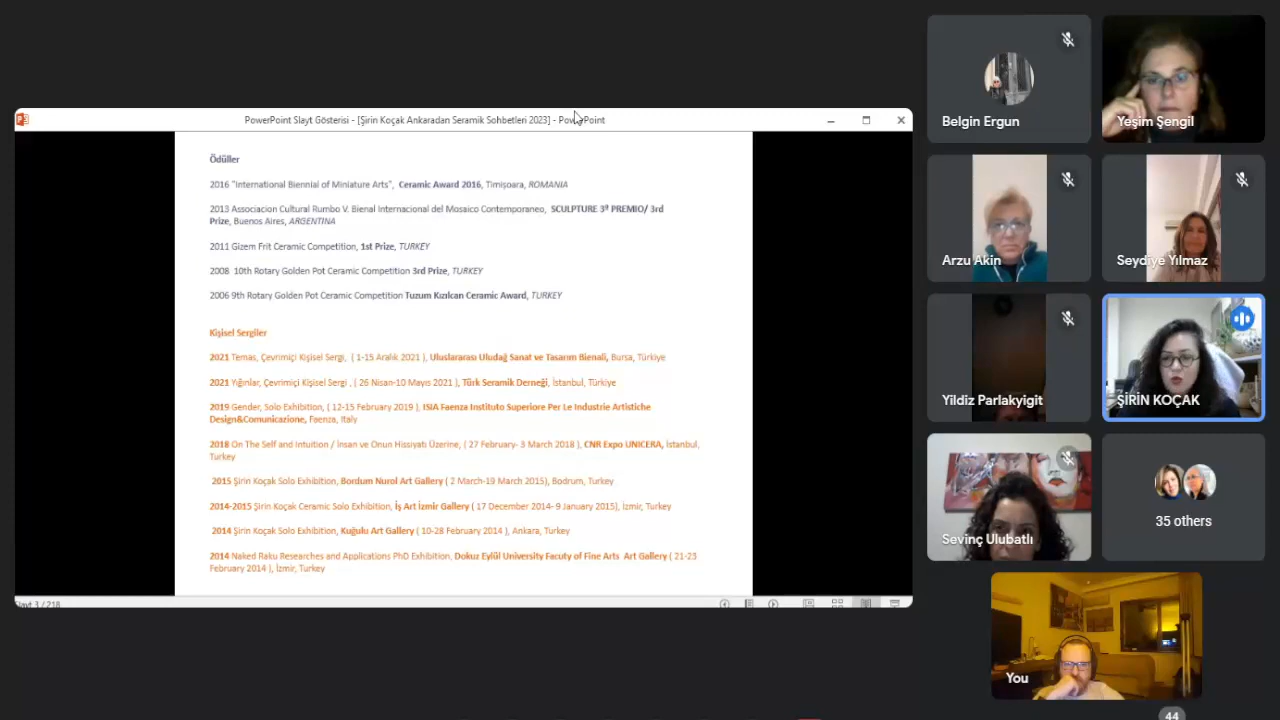 PowerPoint Slayt Gösterisi - [Şirin Koçak Ankaradan Seramik Sohbetleri 2023] - PowerPoint
Ödüller
2016 "International Biennial of Miniature Arts", Ceramic Award 2016, Timişoara, ROMANIA
2013 Associacion Cultural Rumbo V. Bienal Internacional del Mosaico Contemporaneo, SCULPTURE 3º PREMIO/ 3rd
Prize, Buenos Aires, ARGENTINA
2011 Gizem Frit Ceramic Competition, 1st Prize, TURKEY
2008 10th Rotary Golden Pot Ceramic Competition 3rd Prize, TURKEY
2006 9th Rotary Golden Pot Ceramic Competition Tuzum Kızılcan Ceramic Award, TURKEY
Kişisel Sergiler
2021 Temas, Çevrimiçi Kişisel Sergi, ( 1-15 Aralık 2021 ), Uluslararası Uludağ Sanat ve Tasarım Bienali, Bursa, Türkiye
2021 Yığınlar, Çevrimiçi Kişisel Sergi , ( 26 Nisan-10 Mayıs 2021 ), Türk Seramik Derneği, İstanbul, Türkiye
2019 Gender, Solo Exhibition, ( 12-15 February 2019 ), ISIA Faenza Instituto Superiore Per Le Industrie Artistiche
Design&Comunicazione, Faenza, Italy
2018 On The Self and Intuition / İnsan ve Onun Hissiyatı Üzerine, ( 27 February- 3 March 2018 ), CNR Expo UNICERA, İstanbul,
Turkey
2015 Şirin Koçak Solo Exhibition, Bordum Nurol Art Gallery ( 2 March-19 March 2015), Bodrum, Turkey
2014-2015 Şirin Koçak Ceramic Solo Exhibition, İş Art İzmir Gallery ( 17 December 2014- 9 January 2015), İzmir, Turkey
2014 Şirin Koçak Solo Exhibition, Kuğulu Art Gallery ( 10-28 February 2014 ), Ankara, Turkey
2014 Naked Raku Researches and Applications PhD Exhibition, Dokuz Eylül University Facuty of Fine Arts Art Gallery ( 21-23
February 2014 ), İzmir, Turkey
Slayt 3 / 218
Belgin Ergun
Yeşim Şengil
Arzu Akin
Seydiye Yılmaz
Yildiz Parlakyigit
ŞİRİN KOÇAK
Sevinç Ulubatlı
35 others
You
44